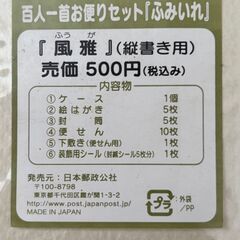 百人一首お便りセット『ふみいれ』
ふう が
『風雅』(縦書き用)
売価 500円(税込み)
内容物
① ケース 1個
② 絵はがき 5枚
③ 封筒 5枚
④ 便せん 10枚
⑤ 下敷き(便せん用) 1枚
⑥ 装飾用シール(封緘シール5枚分) 1枚
発売元:日本郵政公社
〒100-8798
東京都千代田区霞が関1-3-2
http://www.post.japanpost.jp/
MADE IN JAPAN
プラ
:外袋
/PP